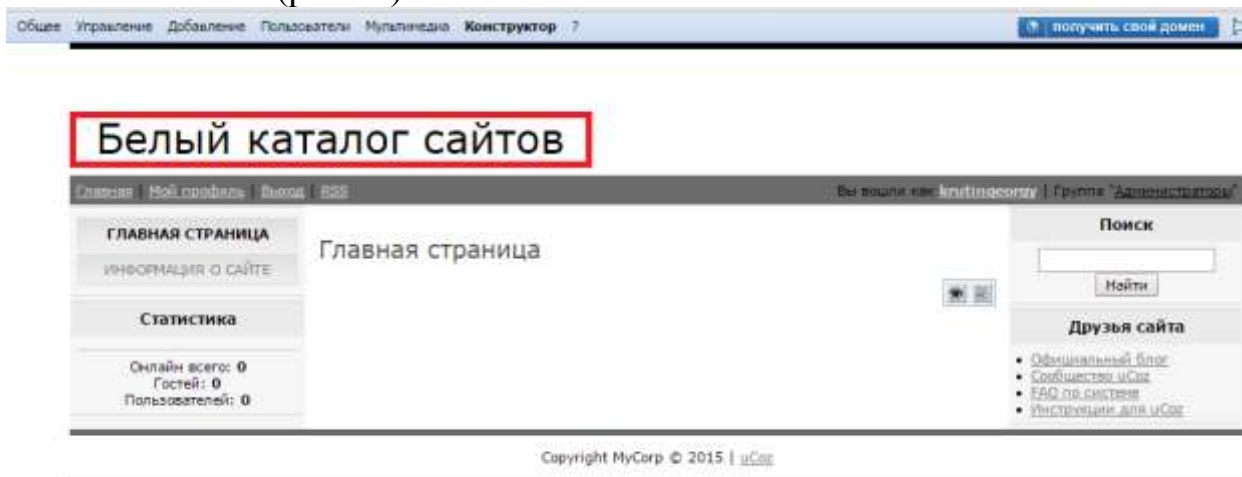 Общее Управление Добавление Пользователи Мультимедиа Конструктор ? получить свой домен
Белый каталог сайтов
Главная | Мой профиль | Выход | RSS Вы вошли как krutingeorgy | Группа "Администраторы"
ГЛАВНАЯ СТРАНИЦА
ИНФОРМАЦИЯ О САЙТЕ
Статистика
Онлайн всего: 0
Гостей: 0
Пользователей: 0
Главная страница
Поиск
Найти
Друзья сайта
Официальный блог
Сообщество uCoz
FAQ по системе
Инструкции для uCoz
Copyright MyCorp © 2015 | uCoz